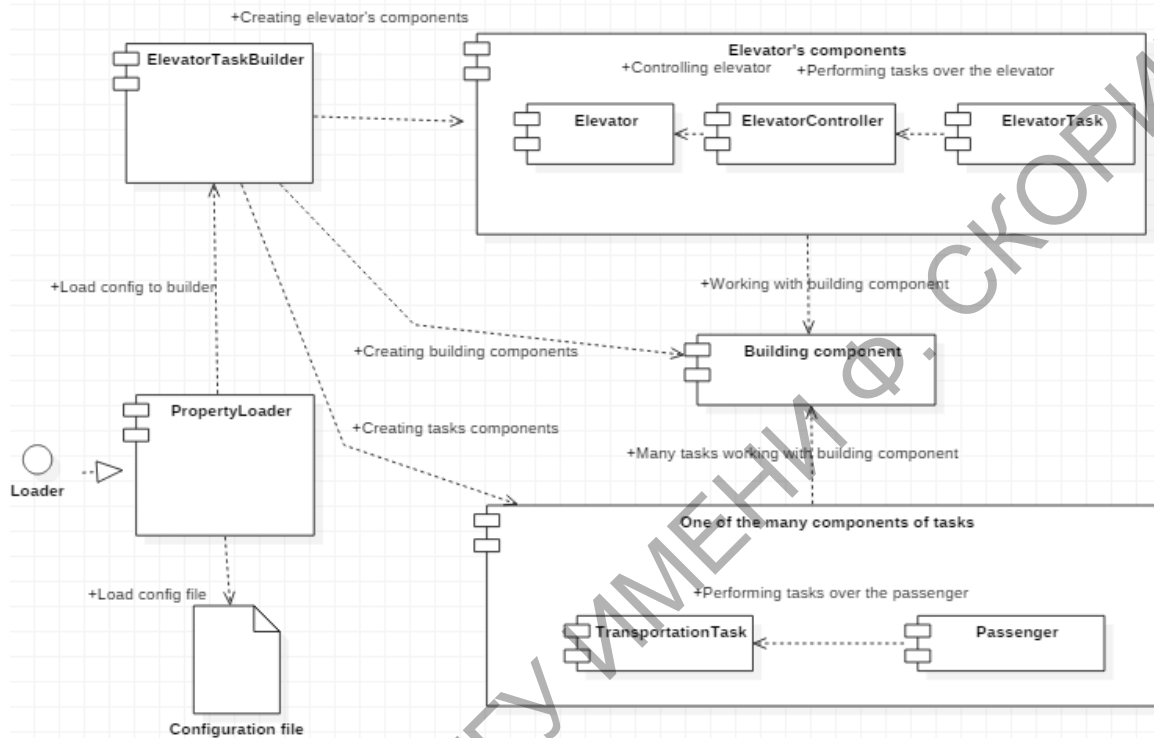 +Creating elevator's components
ElevatorTaskBuilder
Elevator's components
+Controlling elevator
+Performing tasks over the elevator
Elevator
ElevatorController
ElevatorTask
+Load config to builder
+Working with building component
+Creating building components
Building component
PropertyLoader
+Creating tasks components
+Many tasks working with building component
Loader
One of the many components of tasks
+Load config file
+Performing tasks over the passenger
TransportationTask
Passenger
Configuration file
ГУ ИМЕНИ Ф. СКОРИ